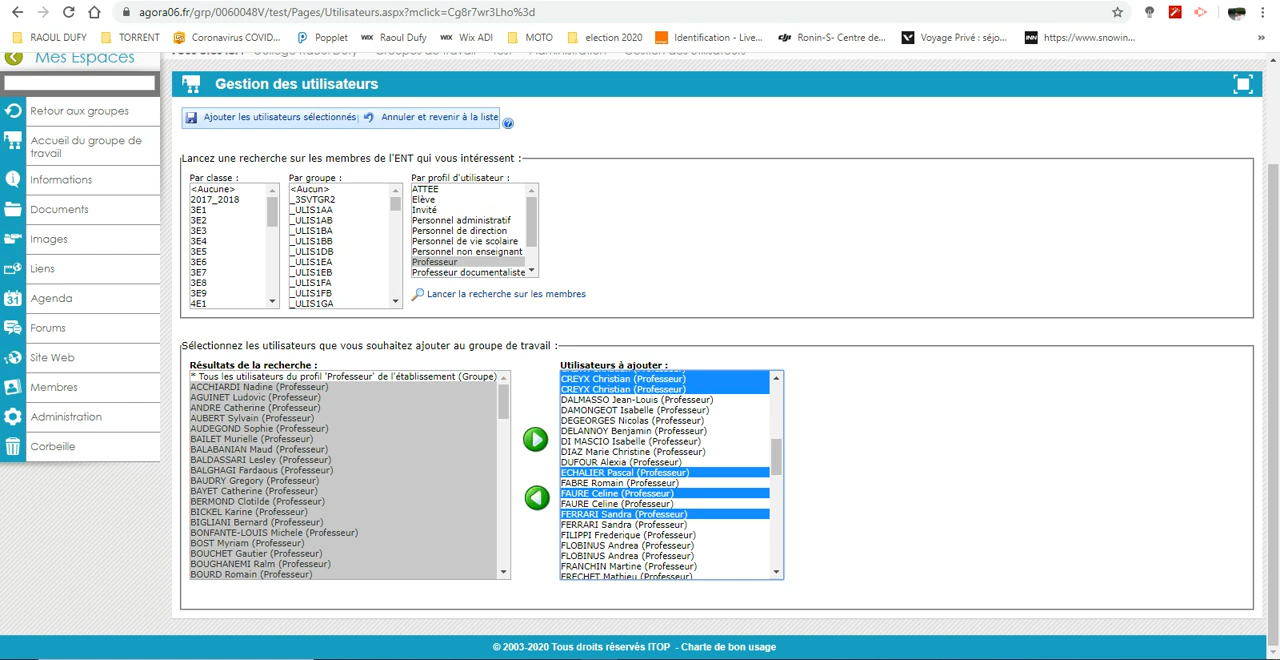 agora06.fr/grp/0060048V/test/Pages/Utilisateurs.aspx?mclick=Cg8r7wr3Lho%3d
RAOUL DUFY TORRENT Coronavirus COVID... Popplet WIX Raoul Dufy WIX Wix ADI MOTO election 2020 Identification - Live... dji Ronin-S- Centre de... Voyage Privé : séjo... INN https://www.snowin... »
Mes Espaces
Gestion des utilisateurs
Retour aux groupes
Accueil du groupe de
travail
Informations
Documents
Images
Liens
31 Agenda
Forums
Site Web
Membres
Administration
Corbeille
Ajouter les utilisateurs sélectionnés| Annuler et revenir à la liste
Lancez une recherche sur les membres de l'ENT qui vous intéressent :
Par classe :
<Aucune>
2017_2018
3E1
3E2
3E3
3E4
3E5
3E6
3E7
3E8
3E9
4E1
Par groupe :
<Aucun>
_3SVTGR2
_ULIS1AA
_ULIS1AB
_ULIS1BA
_ULIS1BB
_ULIS1DB
_ULIS1EA
_ULIS1EB
_ULIS1FA
_ULIS1FB
_ULIS1GA
Par profil d'utilisateur :
ATTEE
Elève
Invité
Personnel administratif
Personnel de direction
Personnel de vie scolaire
Personnel non enseignant
Professeur
Professeur documentaliste
Lancer la recherche sur les membres
Sélectionnez les utilisateurs que vous souhaitez ajouter au groupe de travail :
Résultats de la recherche :
* Tous les utilisateurs du profil 'Professeur' de l'établissement (Groupe)
ACCHIARDI Nadine (Professeur)
AGUINET Ludovic (Professeur)
ANDRE Catherine (Professeur)
AUBERT Sylvain (Professeur)
AUDEGOND Sophie (Professeur)
BAILET Murielle (Professeur)
BALABANIAN Maud (Professeur)
BALDASSARI Lesley (Professeur)
BALGHAGI Fardaous (Professeur)
BAUDRY Gregory (Professeur)
BAYET Catherine (Professeur)
BERMOND Clotilde (Professeur)
BICKEL Karine (Professeur)
BIGLIANI Bernard (Professeur)
BONFANTE-LOUIS Michele (Professeur)
BOST Myriam (Professeur)
BOUCHET Gautier (Professeur)
BOUGHANEMI Ralm (Professeur)
BOURD Romain (Professeur)
Utilisateurs à ajouter :
CREYX Christian (Professeur)
CREYX Christian (Professeur)
DALMASSO Jean-Louis (Professeur)
DAMONGEOT Isabelle (Professeur)
DEGEORGES Nicolas (Professeur)
DELANNOY Benjamin (Professeur)
DI MASCIO Isabelle (Professeur)
DIAZ Marie Christine (Professeur)
DUFOUR Alexia (Professeur)
ECHALIER Pascal (Professeur)
FABRE Romain (Professeur)
FAURE Celine (Professeur)
FAURE Celine (Professeur)
FERRARI Sandra (Professeur)
FERRARI Sandra (Professeur)
FILIPPI Frederique (Professeur)
FLOBINUS Andrea (Professeur)
FLOBINUS Andrea (Professeur)
FRANCHIN Martine (Professeur)
FRECHET Mathieu (Professeur)
© 2003-2020 Tous droits réservés ITOP - Charte de bon usage